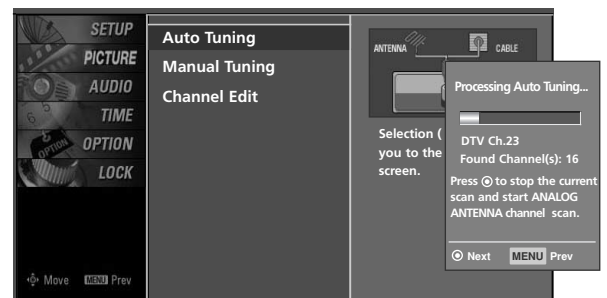 SETUP
PICTURE
AUDIO
TIME
OPTION
LOCK
Move MENU Prev
Auto Tuning
Manual Tuning
Channel Edit
ANTENNA
CABLE
Selection (
you to the
screen.
Processing Auto Tuning...
DTV Ch.23
Found Channel(s): 16
Press ⊙ to stop the current
scan and start ANALOG
ANTENNA channel scan.
Next MENU Prev